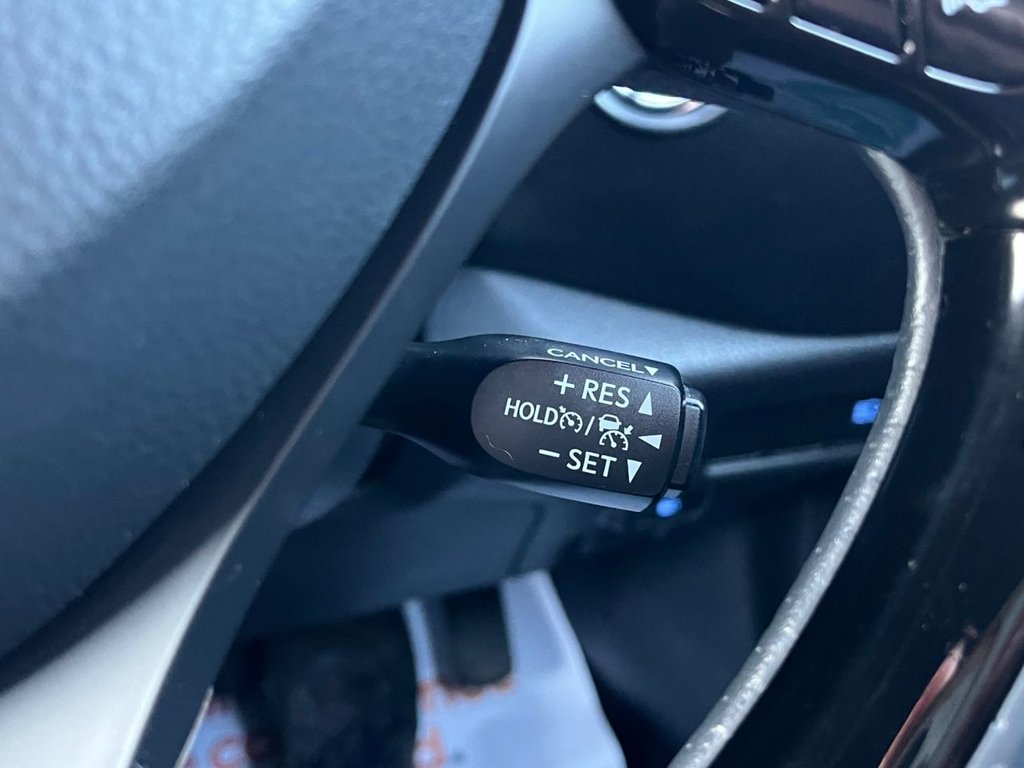 CANCEL▼
+ RES ▲
HOLD / ◀
− SET ▼